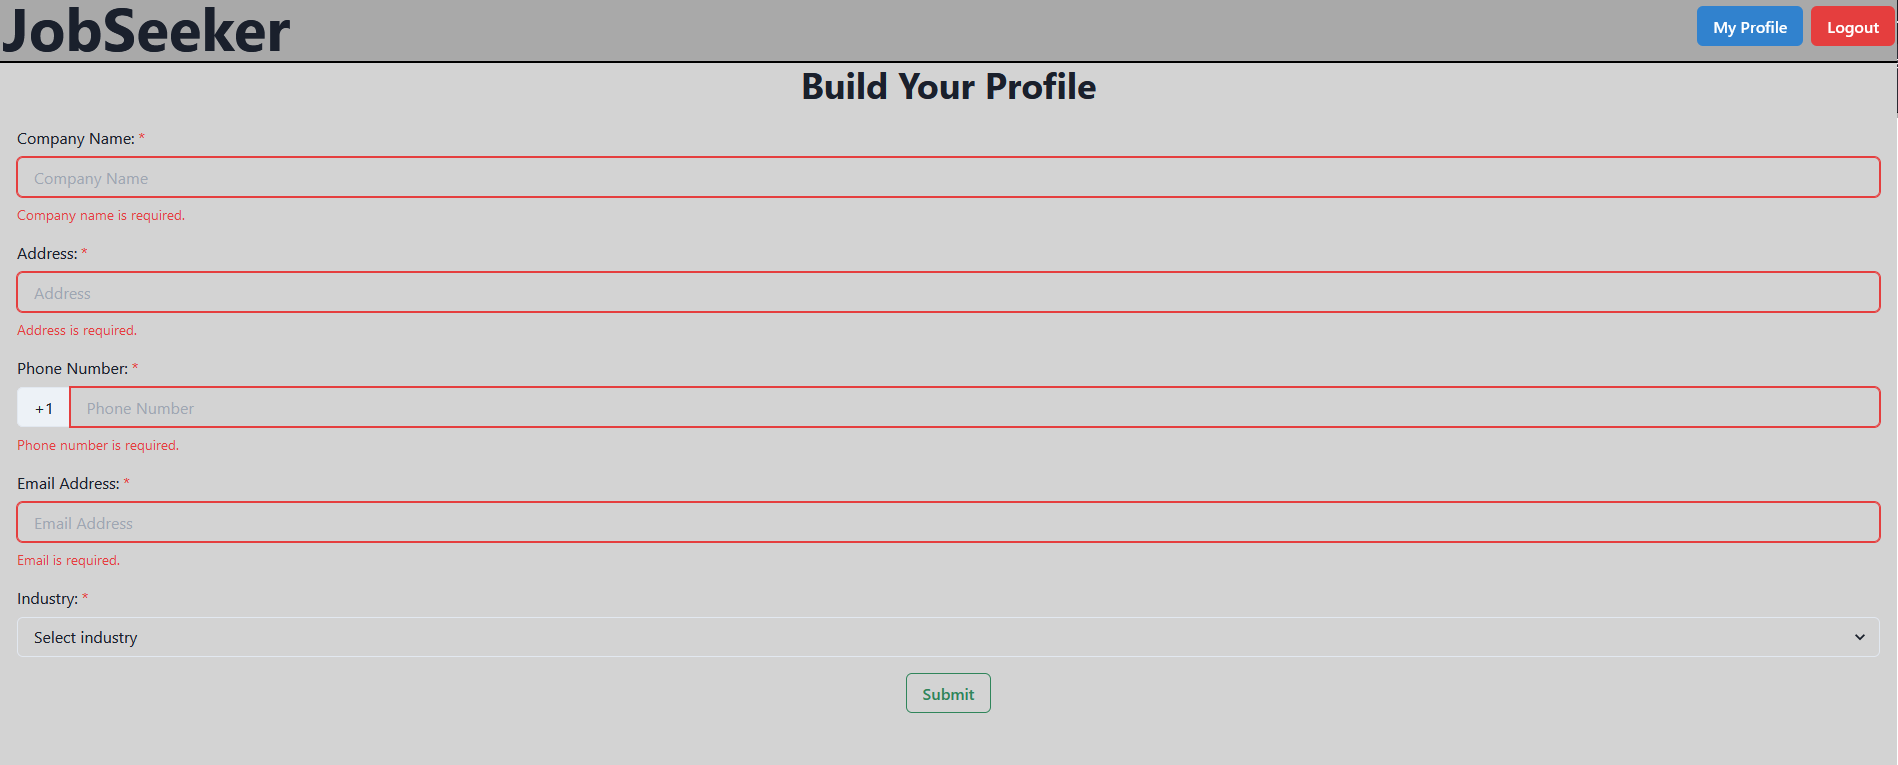 JobSeeker
My Profile
Logout
Build Your Profile
Company Name: *
Company Name
Company name is required.
Address: *
Address
Address is required.
Phone Number: *
+1
Phone Number
Phone number is required.
Email Address: *
Email Address
Email is required.
Industry: *
Select industry
Submit